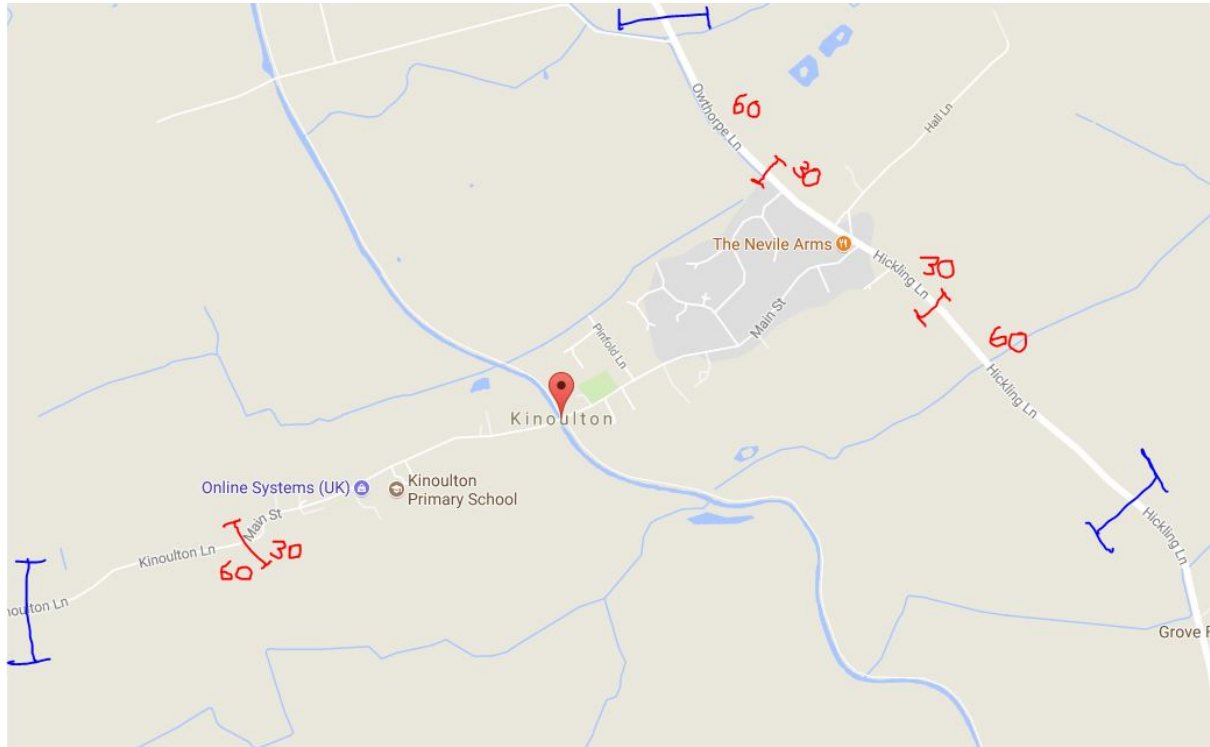 60
Owthorpe Ln
30
Hall Ln
The Nevile Arms
Hickling Ln
30
60
Main St
Pinfold Ln
Hickling Ln
Kinoulton
Online Systems (UK)
Kinoulton
Primary School
Main St
30
Kinoulton Ln
60
Hickling Ln
noulton Ln
Grove F